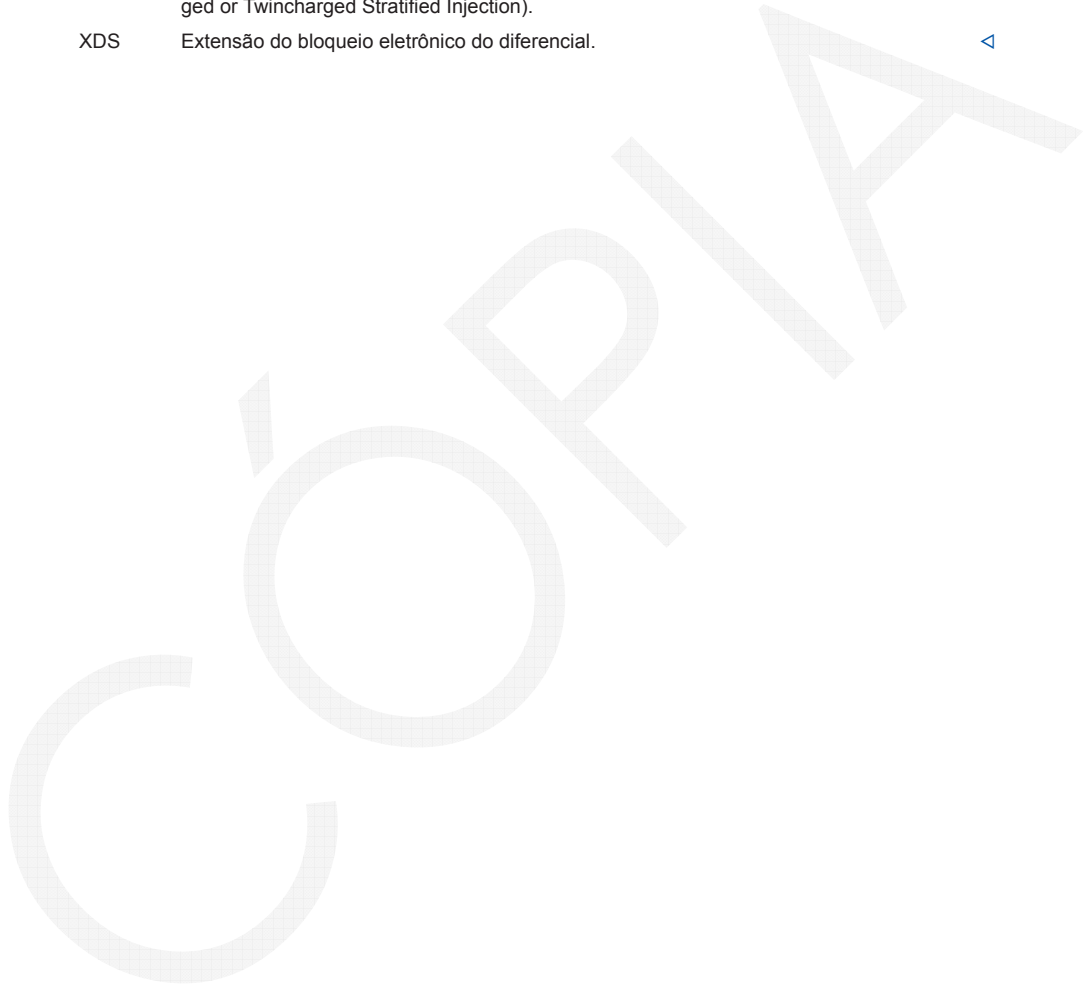 ged or Twincharged Stratified Injection).
XDS Extensão do bloqueio eletrônico do diferencial.
CÓPIA